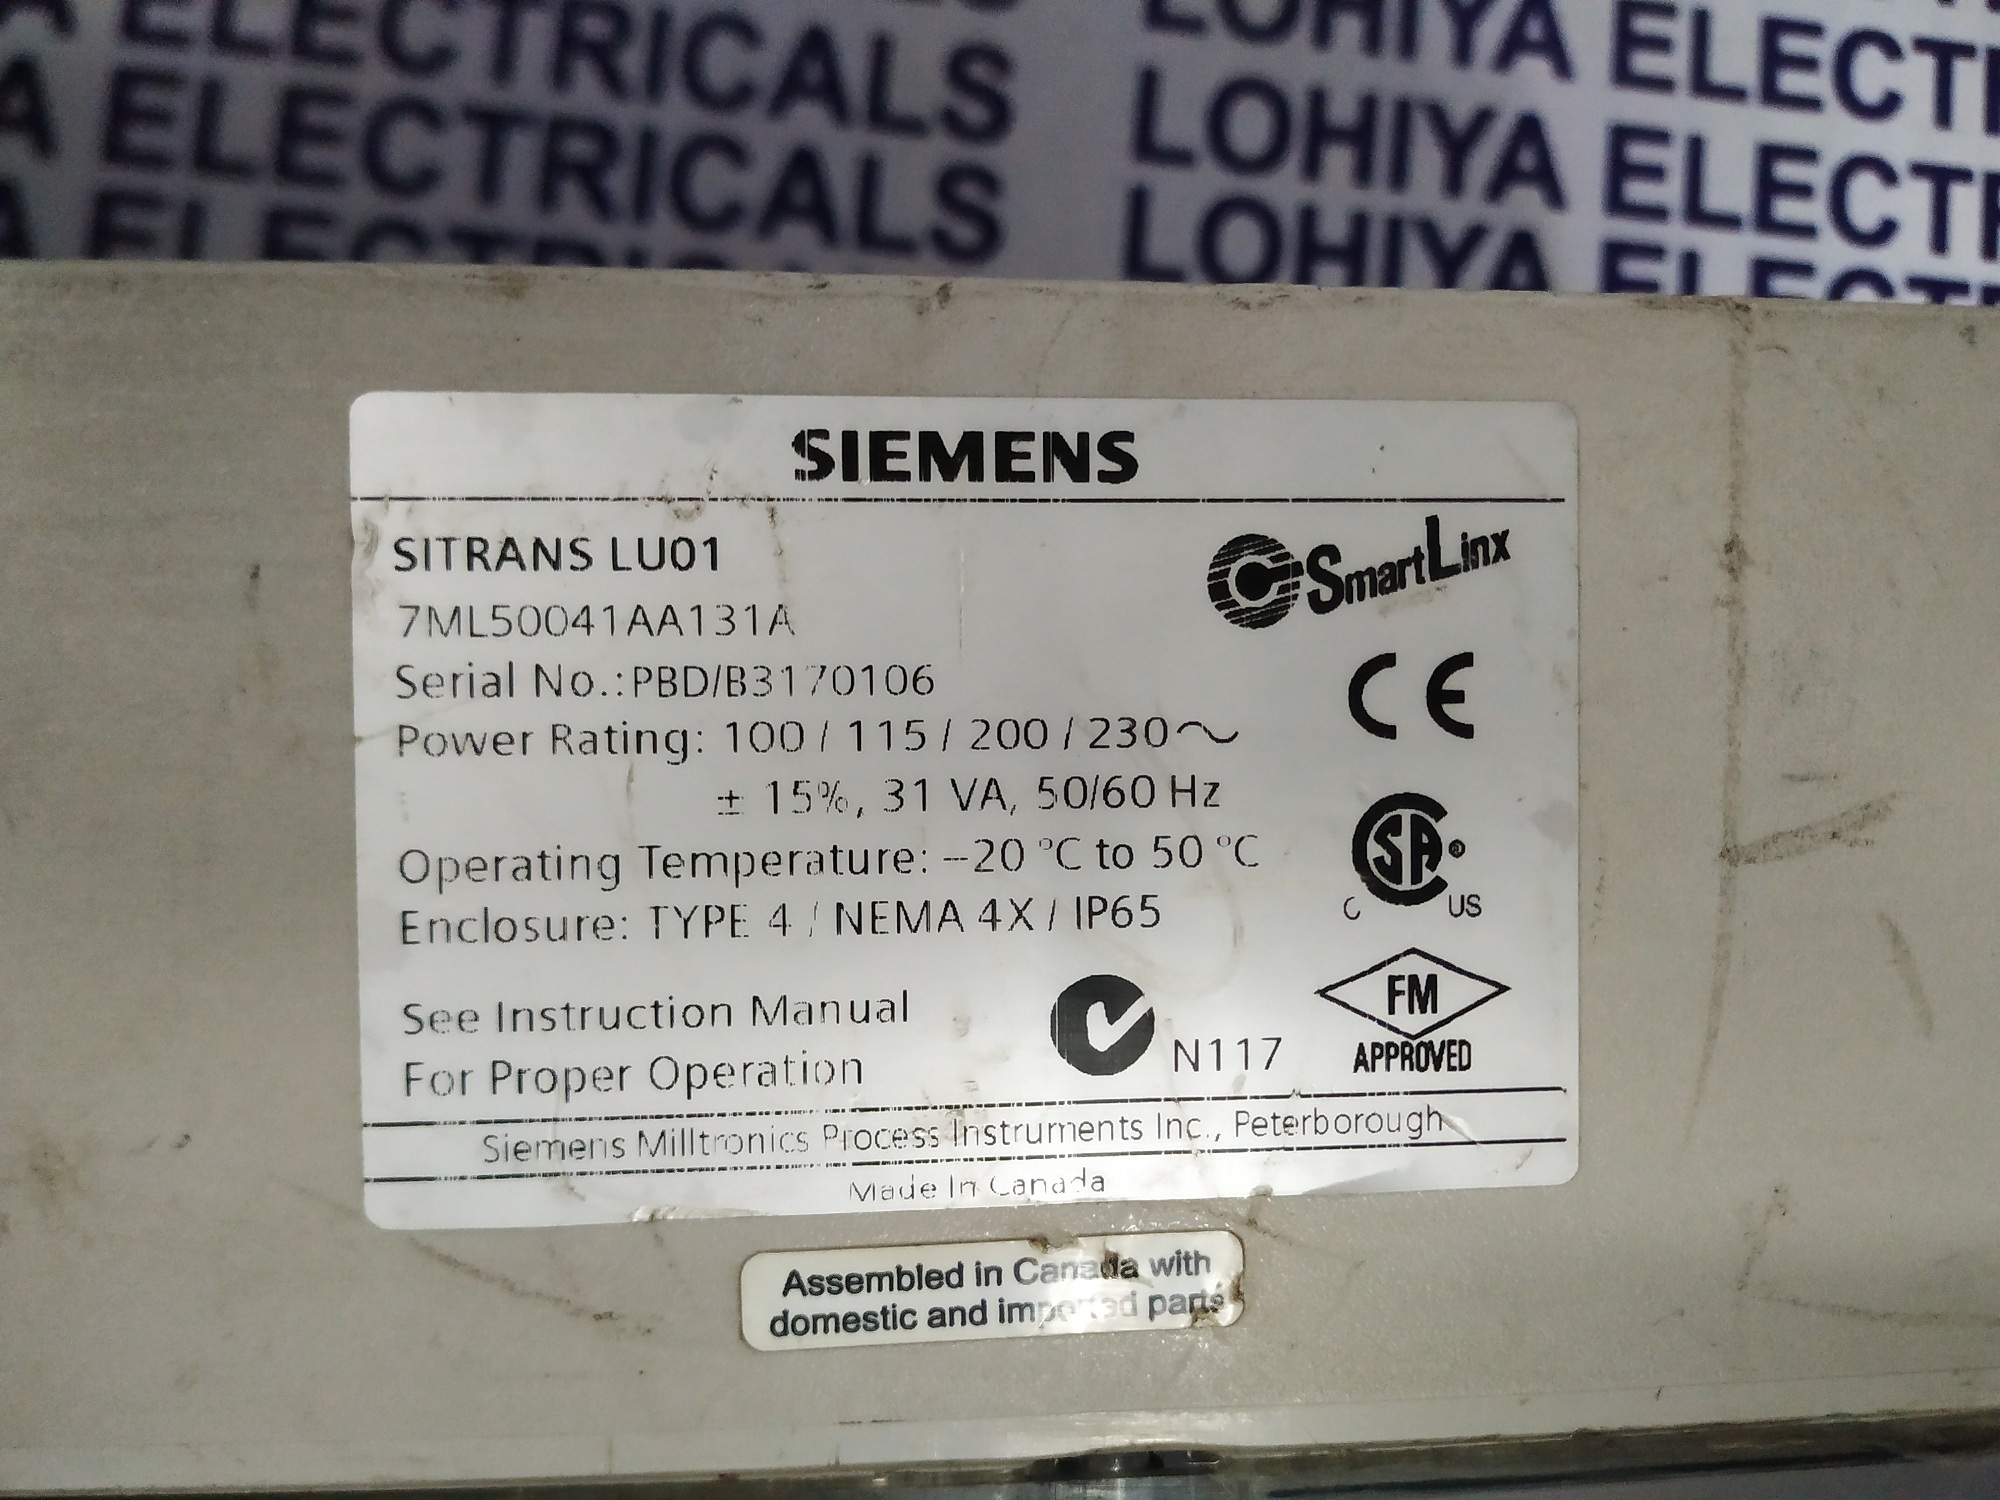 ELECTRICALS
LOHIYA ELECT
ELECTRICALS
LOHIYA ELECT
LOHIYA
SIEMENS
SITRANS LU01
SmartLinx
7ML50041AA131A
Serial No.:PBD/B3170106
CE
Power Rating: 100 / 115 / 200 / 230~
± 15%, 31 VA, 50/60 Hz
SA®
C US
Operating Temperature: –20 °C to 50 °C
Enclosure: TYPE 4 / NEMA 4X / IP65
FM
APPROVED
See Instruction Manual
For Proper Operation
N117
Siemens Milltronics Process Instruments Inc., Peterborough
Made In Canada
Assembled in Canada with
domestic and imported parts